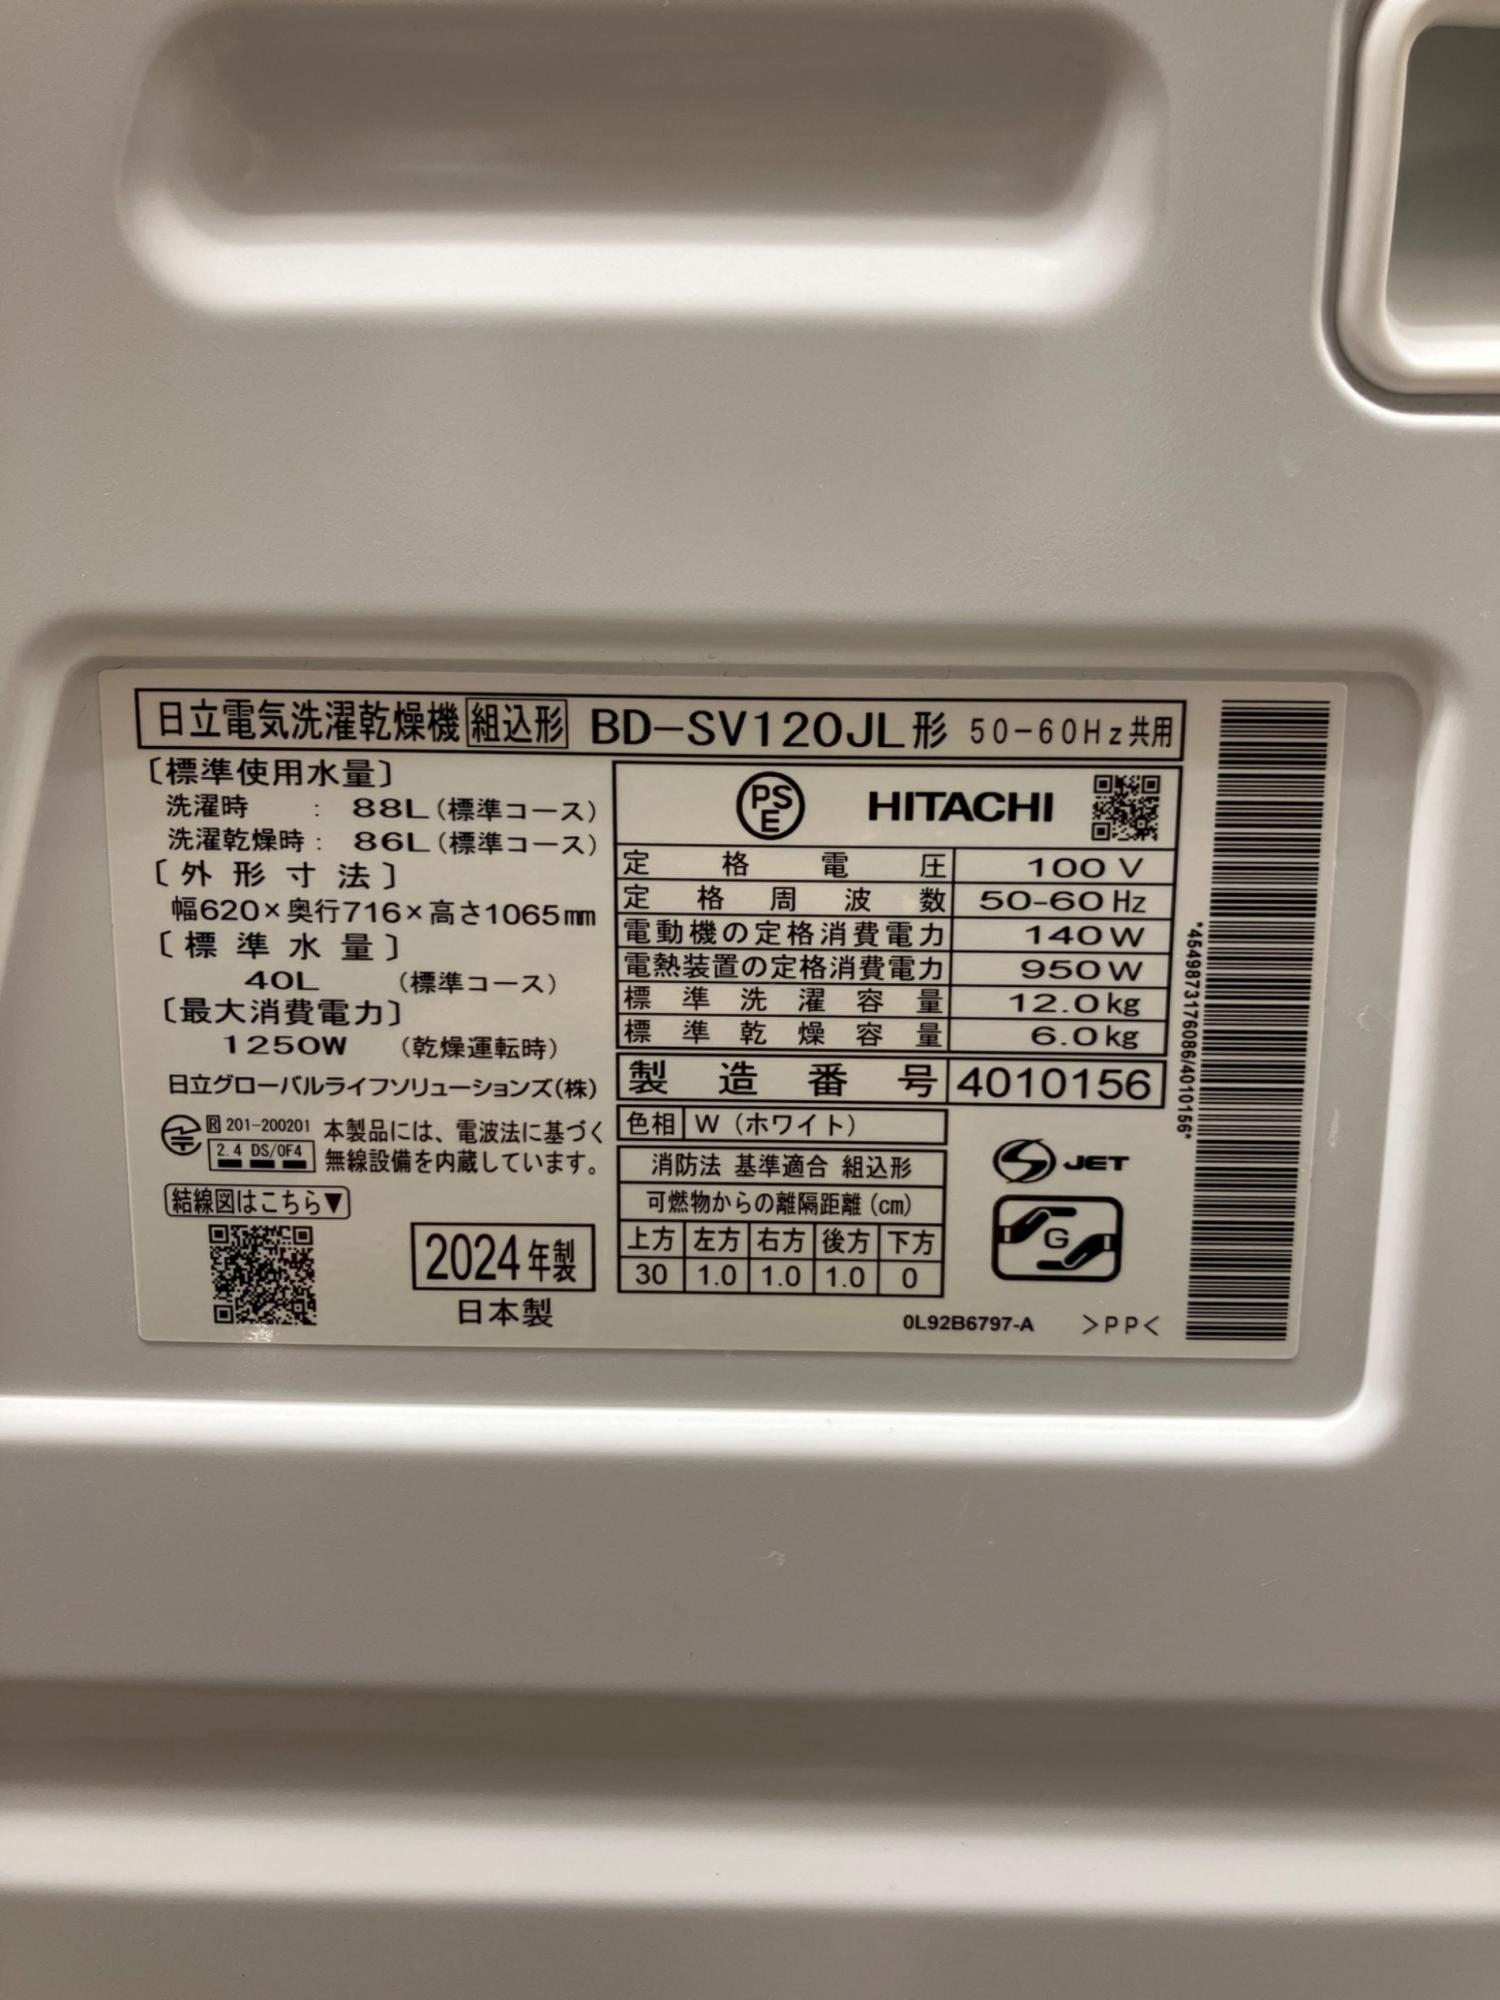 日立電気洗濯乾燥機 組込形 BD-SV120JL形 50-60Hz共用
〔標準使用水量〕
洗濯時 : 88L(標準コース)
洗濯乾燥時 : 86L(標準コース)
〔外形寸法〕
幅620×奥行716×高さ1065mm
〔標準水量〕
40L (標準コース)
〔最大消費電力〕
1250W (乾燥運転時)
日立グローバルライフソリューションズ(株)
R 201-200201 本製品には、電波法に基づく
2.4 DS/OF4 無線設備を内蔵しています。
結線図はこちら▼
2024年製
日本製
PSE HITACHI
定格電圧 100V
定格周波数 50-60Hz
電動機の定格消費電力 140W
電熱装置の定格消費電力 950W
標準洗濯容量 12.0kg
標準乾燥容量 6.0kg
製造番号 4010156
色相 W(ホワイト)
消防法 基準適合 組込形
可燃物からの離隔距離(cm)
上方 左方 右方 後方 下方
30 1.0 1.0 1.0 0
S JET
G
0L92B6797-A >PP<
*4549873176086/4010156*